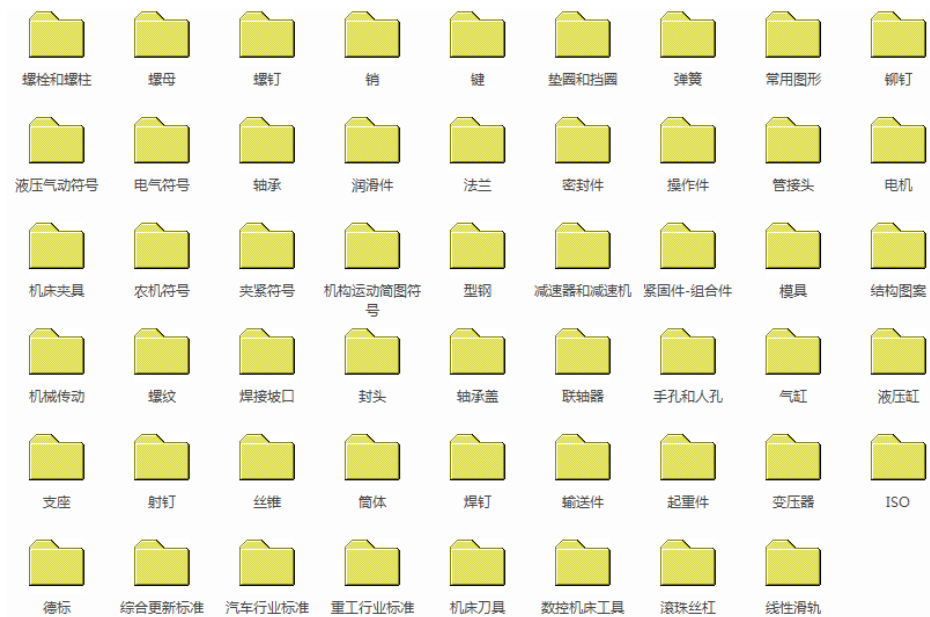 螺栓和螺柱
螺母
螺钉
销
键
垫圈和挡圈
弹簧
常用图形
铆钉
液压气动符号
电气符号
轴承
润滑件
法兰
密封件
操作件
管接头
电机
机床夹具
农机符号
夹紧符号
机构运动简图符
号
型钢
减速器和减速机
紧固件-组合件
模具
结构图案
机械传动
螺纹
焊接坡口
封头
轴承盖
联轴器
手孔和人孔
气缸
液压缸
支座
射钉
丝锥
筒体
焊钉
输送件
起重件
变压器
ISO
德标
综合更新标准
汽车行业标准
重工行业标准
机床刀具
数控机床工具
滚珠丝杠
线性滑轨